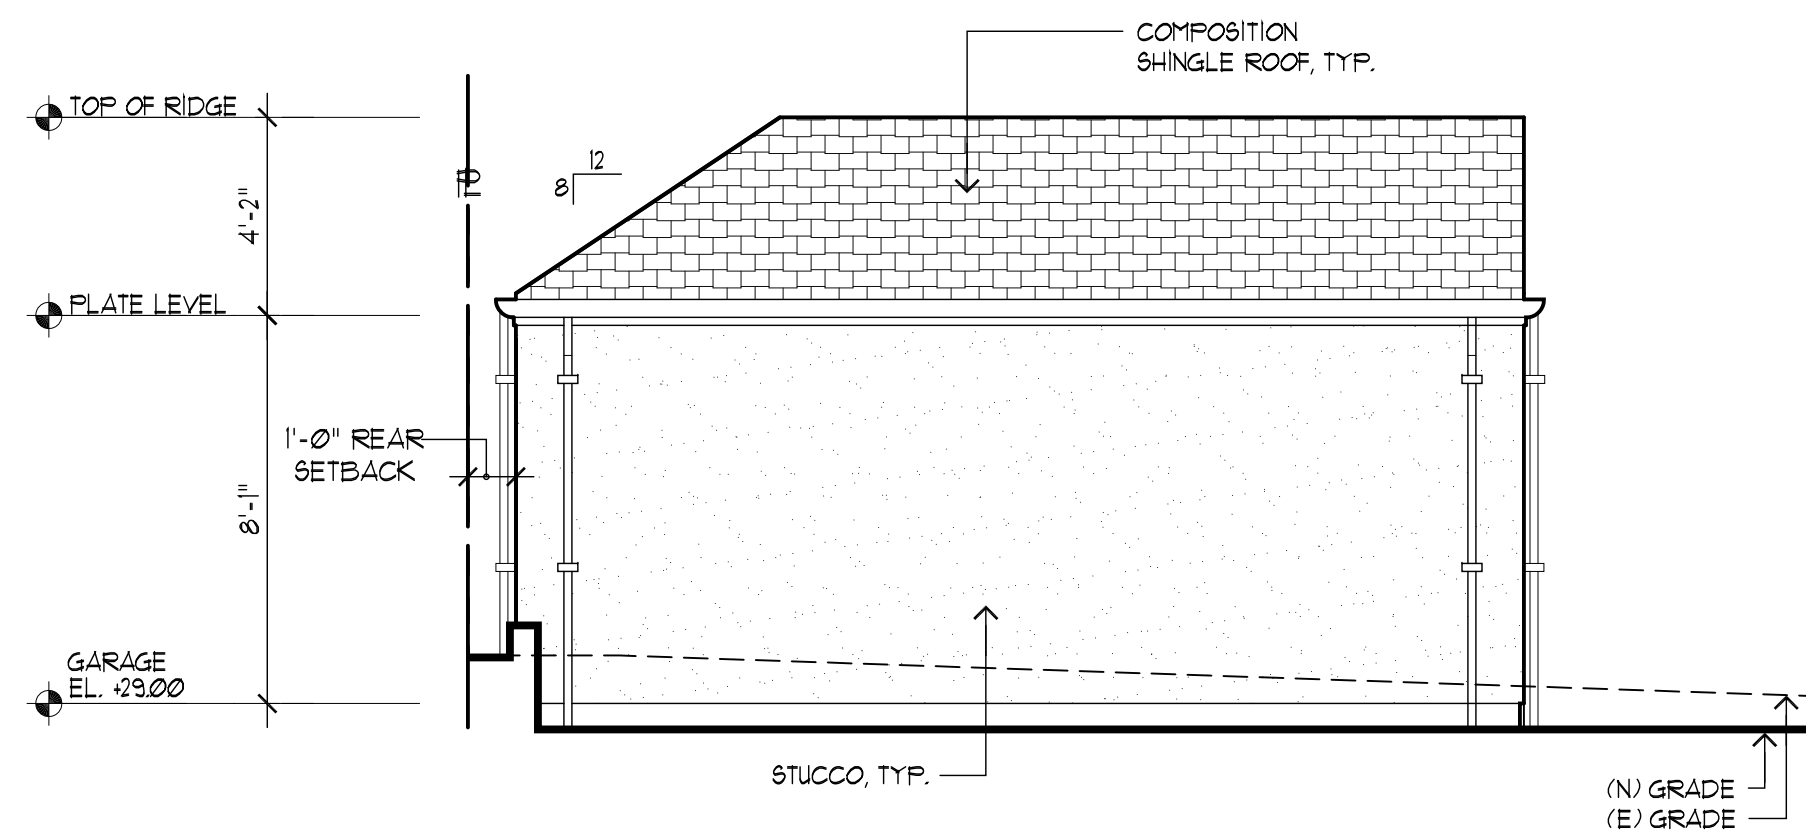 COMPOSITION
SHINGLE ROOF, TYP.
TOP OF RIDGE
12
8
4'-2"
PLATE LEVEL
1'-0" REAR
SETBACK
8'-1"
GARAGE
EL. +29.00
STUCCO, TYP.
(N) GRADE
(E) GRADE